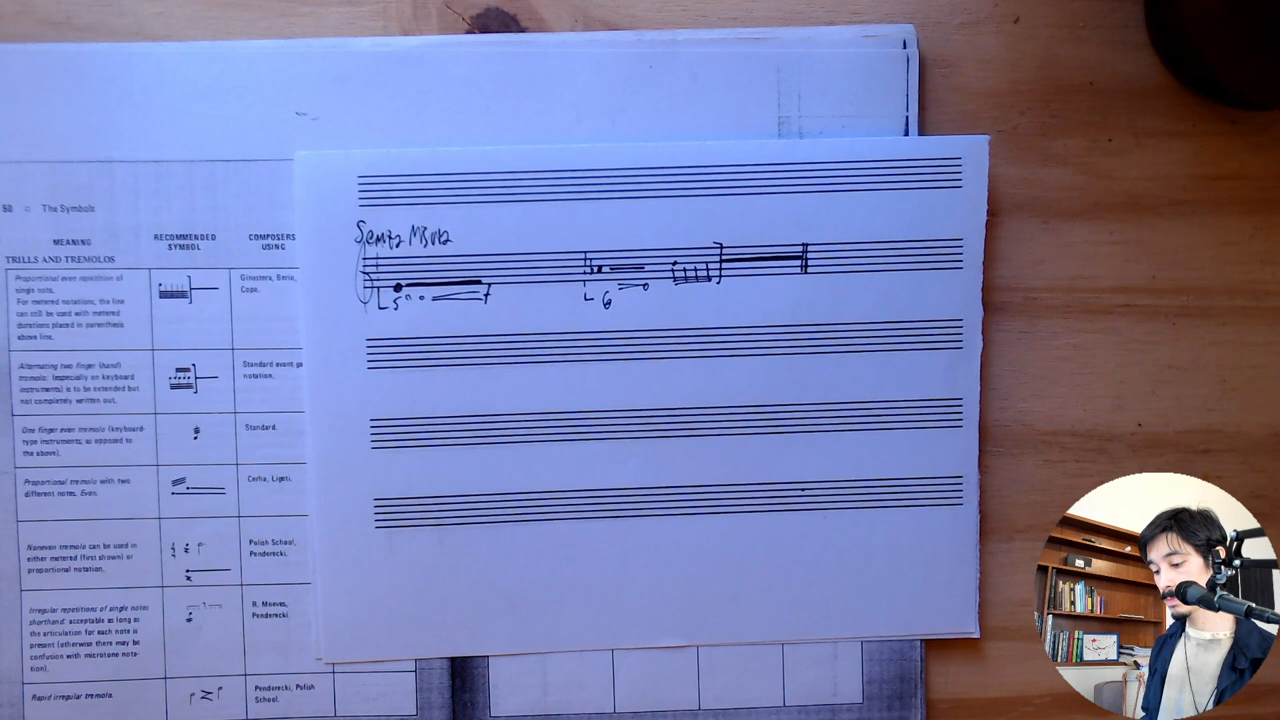 50 The Symbols
MEANING RECOMMENDED SYMBOL COMPOSERS USING
TRILLS AND TREMOLOS
Proportional even repetition of
single note.
For metered notations, the line
can still be used with metered
durations placed in parenthesis
above line.
Ginastera, Berio,
Cope.
Alternating two finger (hand)
tremolo: (especially on keyboard
instruments) is to be extended but
not completely written out.
Standard avant ga
notation.
One finger even tremolo (keyboard-
type instruments; as opposed to
the above).
Standard.
Proportional tremolo with two
different notes. Even.
Cerha, Ligeti.
Noneven tremolo can be used in
either metered (first shown) or
proportional notation.
Polish School,
Penderecki.
Irregular repetitions of single notes
shorthand: acceptable as long as
the articulation for each note is
present (otherwise there may be
confusion with microtone nota-
tion).
R. Moeves,
Penderecki.
Rapid irregular tremolo.
Penderecki, Polish
School.
5" o f
6 o